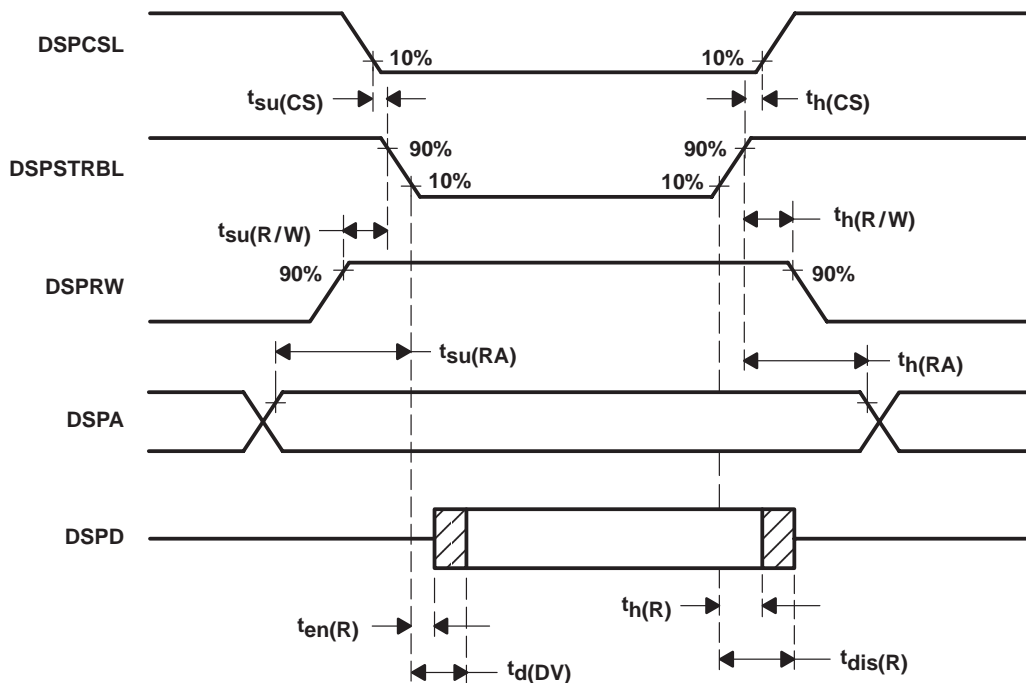 DSPCSL
10%
10%
tsu(CS)
th(CS)
DSPSTRBL
90%
90%
10%
10%
tsu(R/W)
th(R/W)
DSPRW
90%
90%
tsu(RA)
th(RA)
DSPA
DSPD
ten(R)
th(R)
td(DV)
tdis(R)